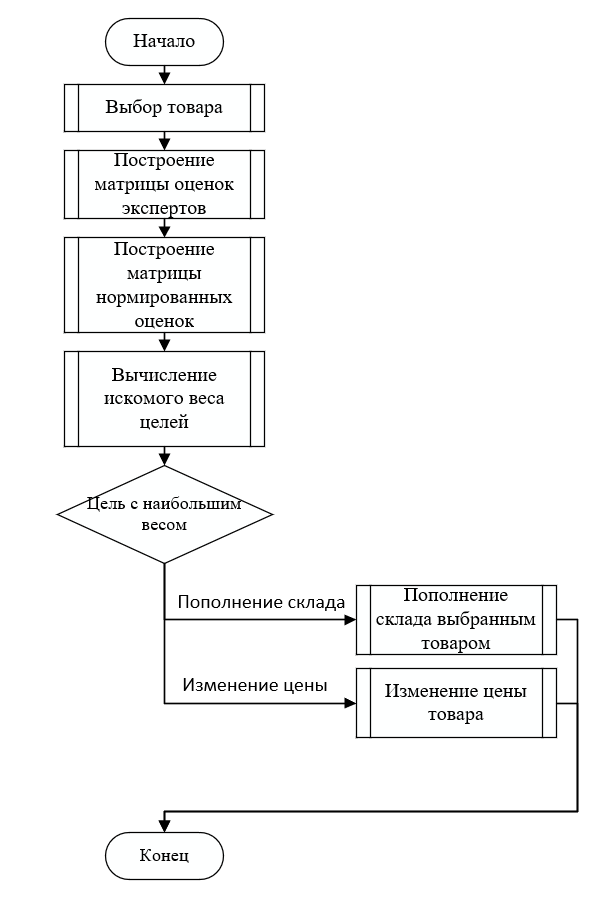 Начало
Выбор товара
Построение
матрицы оценок
экспертов
Построение
матрицы
нормированных
оценок
Вычисление
искомого веса
целей
Цель с наибольшим
весом
Пополнение склада
Пополнение
склада выбранным
товаром
Изменение цены
Изменение цены
товара
Конец